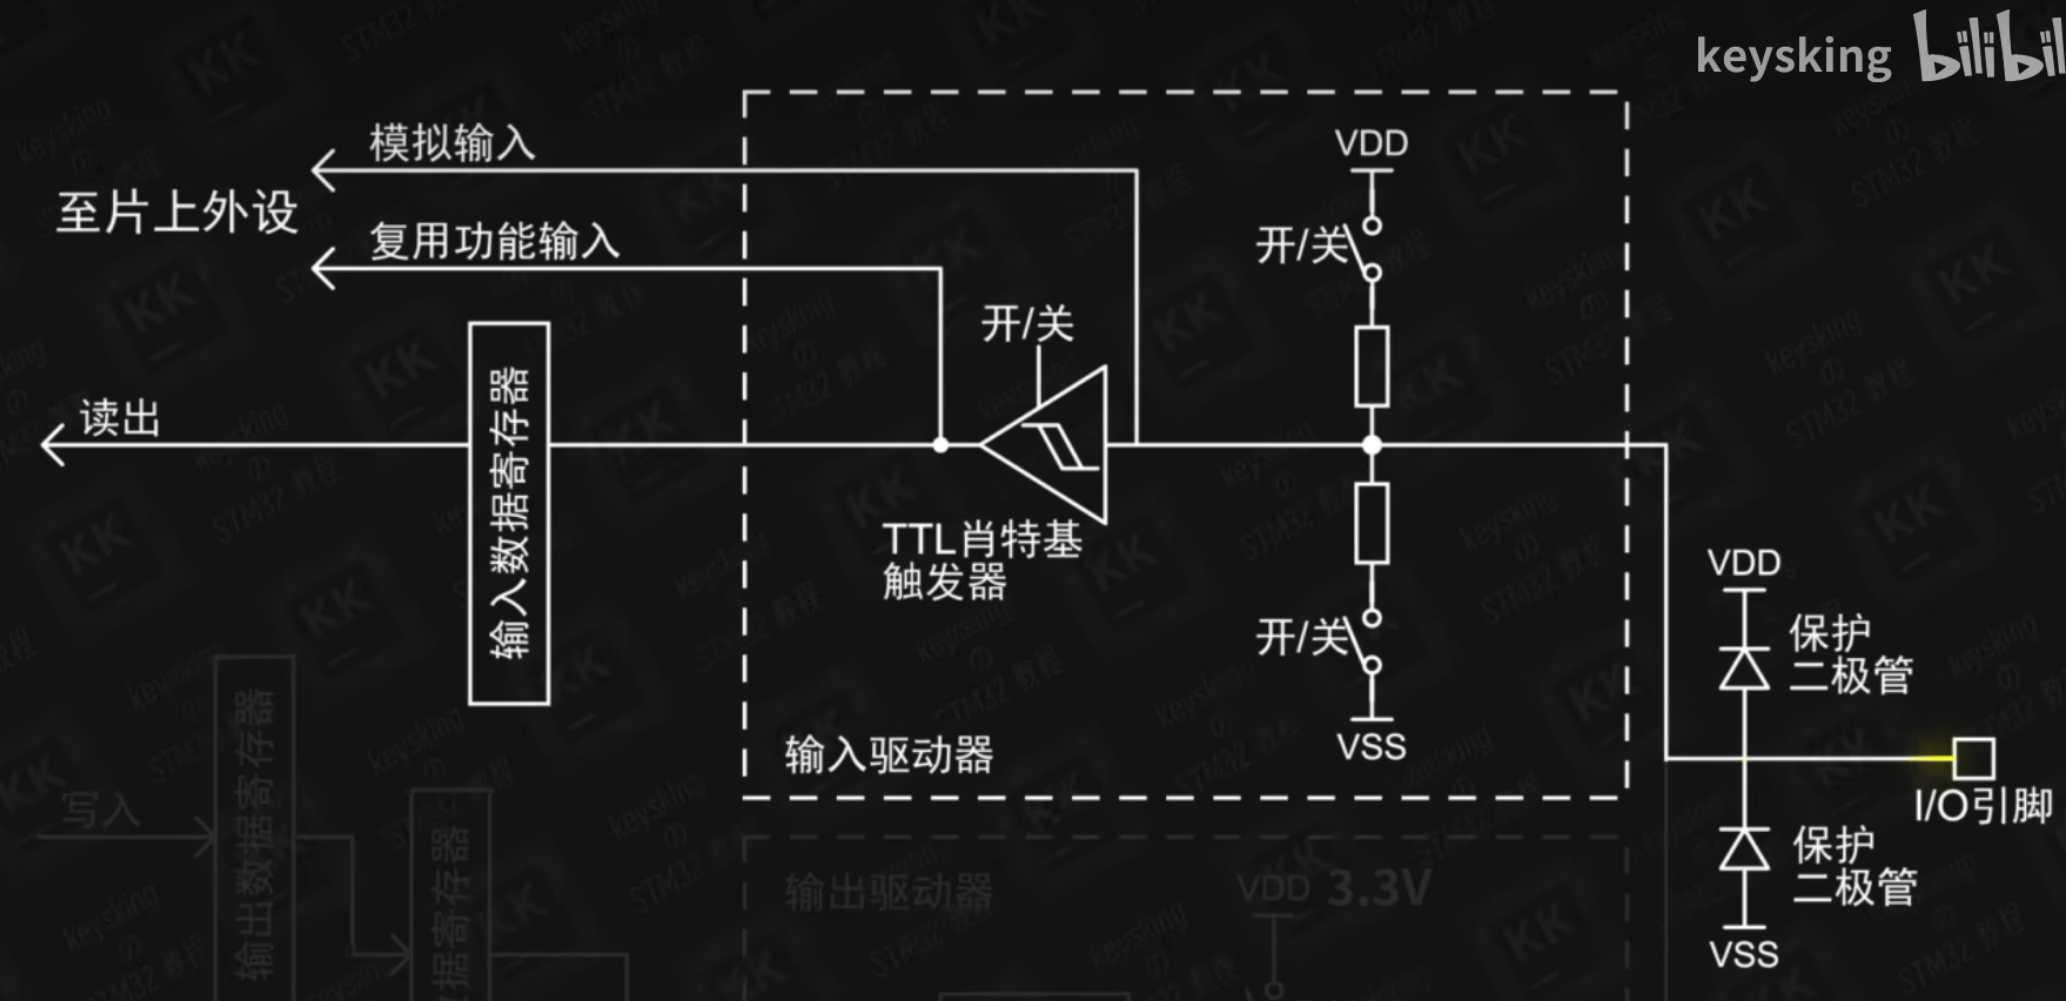 keysking bilibil
模拟输入
至片上外设
复用功能输入
VDD
开/关
开/关
读出
输入数据寄存器
TTL肖特基
触发器
开/关
VSS
输入驱动器
VDD
保护
二极管
I/O引脚
保护
二极管
VSS
写入
输出数据寄存器
据寄存器
输出驱动器
VDD 3.3V